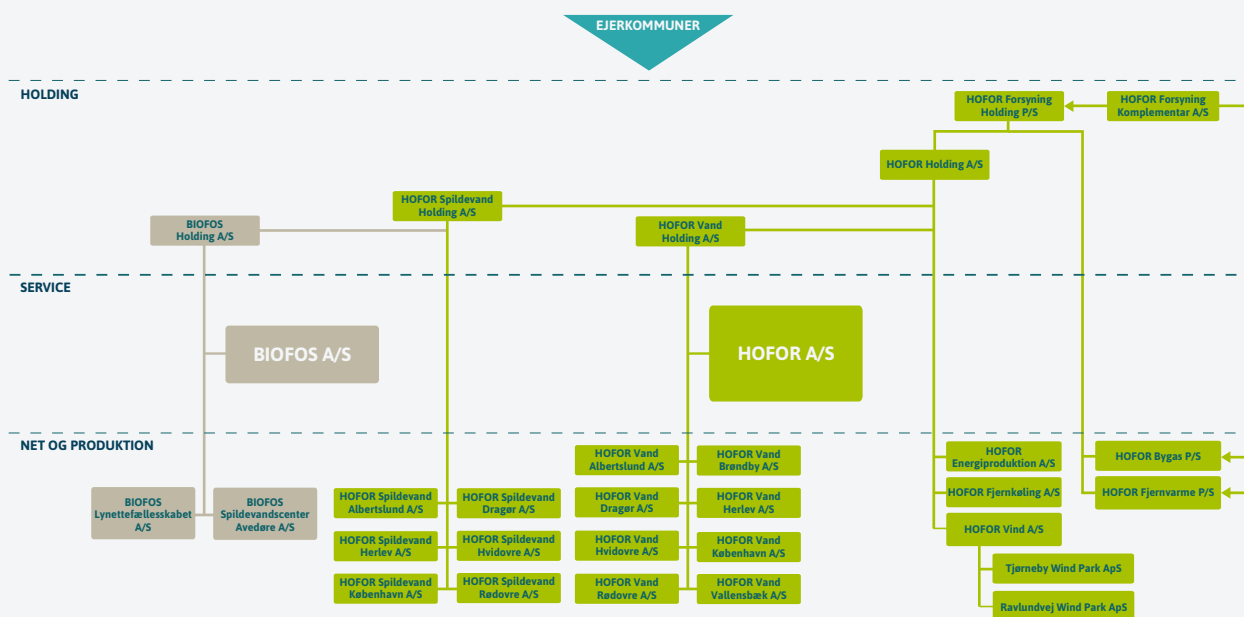 EJERKOMMUNER
HOLDING
HOFOR Forsyning
Holding P/S
HOFOR Forsyning
Komplementar A/S
HOFOR Holding A/S
HOFOR Spildevand
Holding A/S
BIOFOS
Holding A/S
HOFOR Vand
Holding A/S
SERVICE
BIOFOS A/S
HOFOR A/S
NET OG PRODUKTION
BIOFOS
Lynettefællesskabet
A/S
BIOFOS
Spildevandscenter
Avedøre A/S
HOFOR Spildevand
Albertslund A/S
HOFOR Spildevand
Dragør A/S
HOFOR Spildevand
Herlev A/S
HOFOR Spildevand
Hvidovre A/S
HOFOR Spildevand
København A/S
HOFOR Spildevand
Rødovre A/S
HOFOR Vand
Albertslund A/S
HOFOR Vand
Brøndby A/S
HOFOR Vand
Dragør A/S
HOFOR Vand
Herlev A/S
HOFOR Vand
Hvidovre A/S
HOFOR Vand
København A/S
HOFOR Vand
Rødovre A/S
HOFOR Vand
Vallensbæk A/S
HOFOR
Energiproduktion A/S
HOFOR Fjernkøling A/S
HOFOR Vind A/S
Tjørneby Wind Park ApS
Ravlundvej Wind Park ApS
HOFOR Bygas P/S
HOFOR Fjernvarme P/S